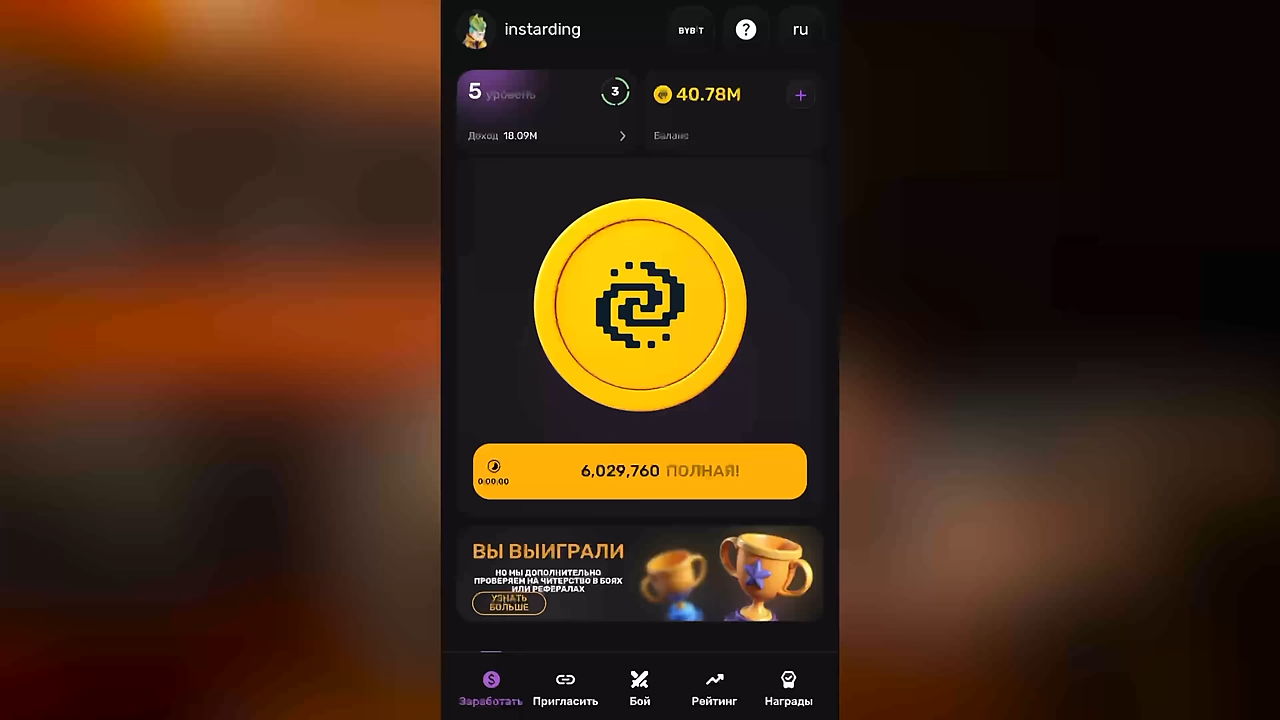 instarding
BYBIT
?
ru
5 уровень
3
40.78M
+
Доход 18.09M
Баланс
6,029,760 ПОЛНАЯ!
0:00:00
ВЫ ВЫИГРАЛИ
НО МЫ ДОПОЛНИТЕЛЬНО
ПРОВЕРЯЕМ НА ЧИТЕРСТВО В БОЯХ
ИЛИ РЕФЕРАЛАХ
УЗНАТЬ
БОЛЬШЕ
Заработать
Пригласить
Бой
Рейтинг
Награды